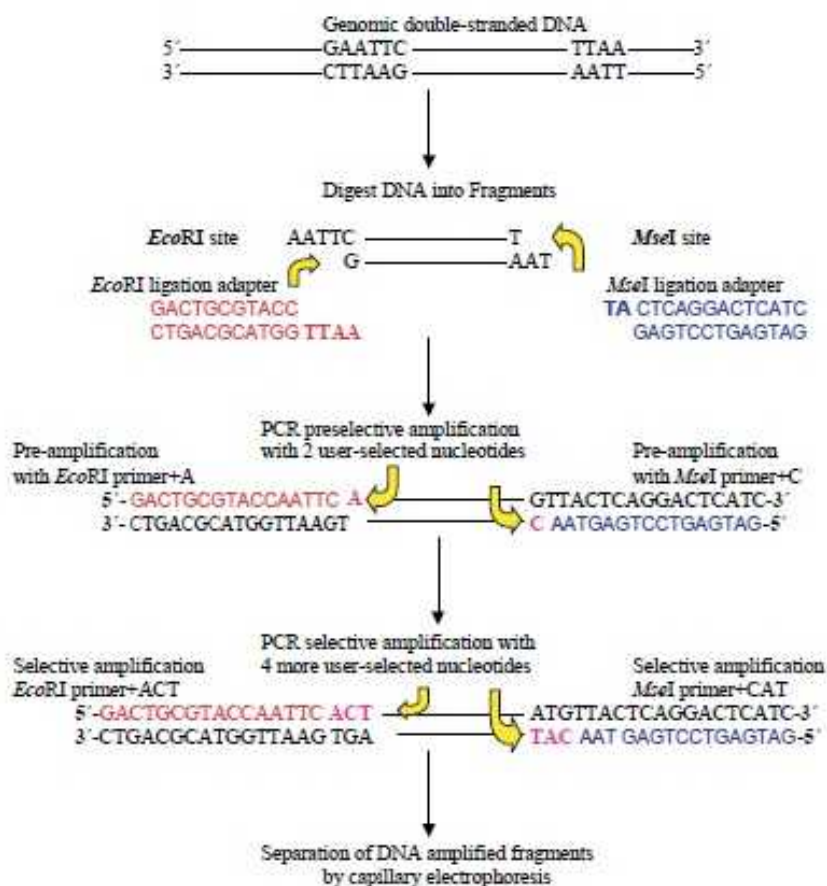 Genomic double-stranded DNA
5´ GAATTC TTAA 3´
3´ CTTAAG AATT 5´
Digest DNA into Fragments
EcoRI site AATTC T MseI site
G AAT
EcoRI ligation adapter MseI ligation adapter
GACTGCGTACC TA CTCAGGACTCATC
CTGACGCATGG TTAA GAGTCCTGAGTAG
PCR preselective amplification
with 2 user-selected nucleotides
Pre-amplification
with EcoRI primer+A
Pre-amplification
with MseI primer+C
5´- GACTGCGTACCAATTC A GTTACTCAGGACTCATC-3´
3´- CTGACGCATGGTTAAGT C AATGAGTCCTGAGTAG-5´
PCR selective amplification with
4 more user-selected nucleotides
Selective amplification
EcoRI primer+ACT
Selective amplification
MseI primer+CAT
5´-GACTGCGTACCAATTC ACT ATGTTACTCAGGACTCATC-3´
3´-CTGACGCATGGTTAAG TGA TAC AAT GAGTCCTGAGTAG-5´
Separation of DNA amplified fragments
by capillary electrophoresis